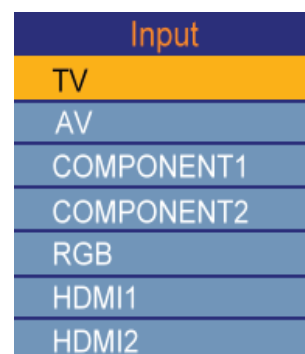 Input
TV
AV
COMPONENT1
COMPONENT2
RGB
HDMI1
HDMI2